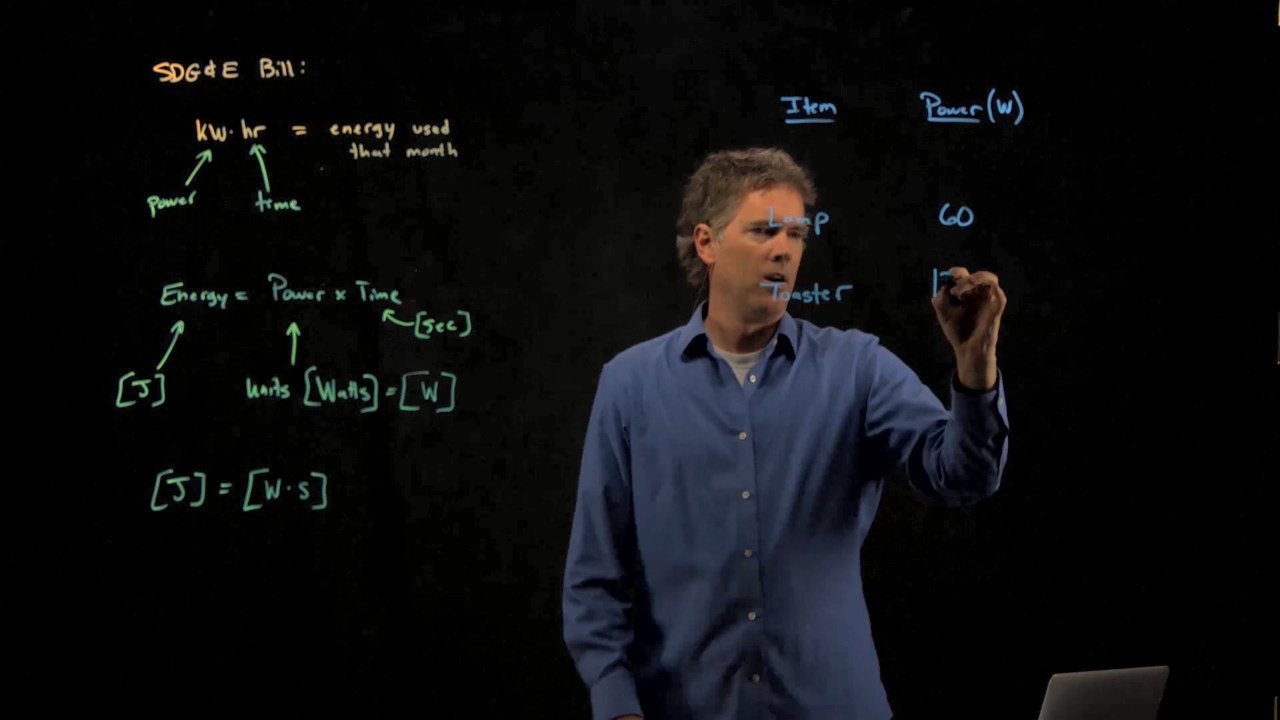 SDG&E Bill:
kW·hr = energy used
that month
power time
Energy = Power × Time
[sec]
[J] units [Watts] = [W]
[J] = [W·s]
Item Power (W)
Lamp 60
Toaster